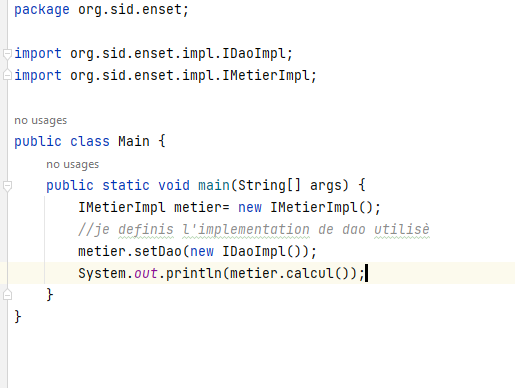 package org.sid.enset;
import org.sid.enset.impl.IDaoImpl;
import org.sid.enset.impl.IMetierImpl;
no usages
public class Main {
no usages
public static void main(String[] args) {
IMetierImpl metier= new IMetierImpl();
//je definis l'implementation de dao utilisè
metier.setDao(new IDaoImpl());
System.out.println(metier.calcul());
}
}